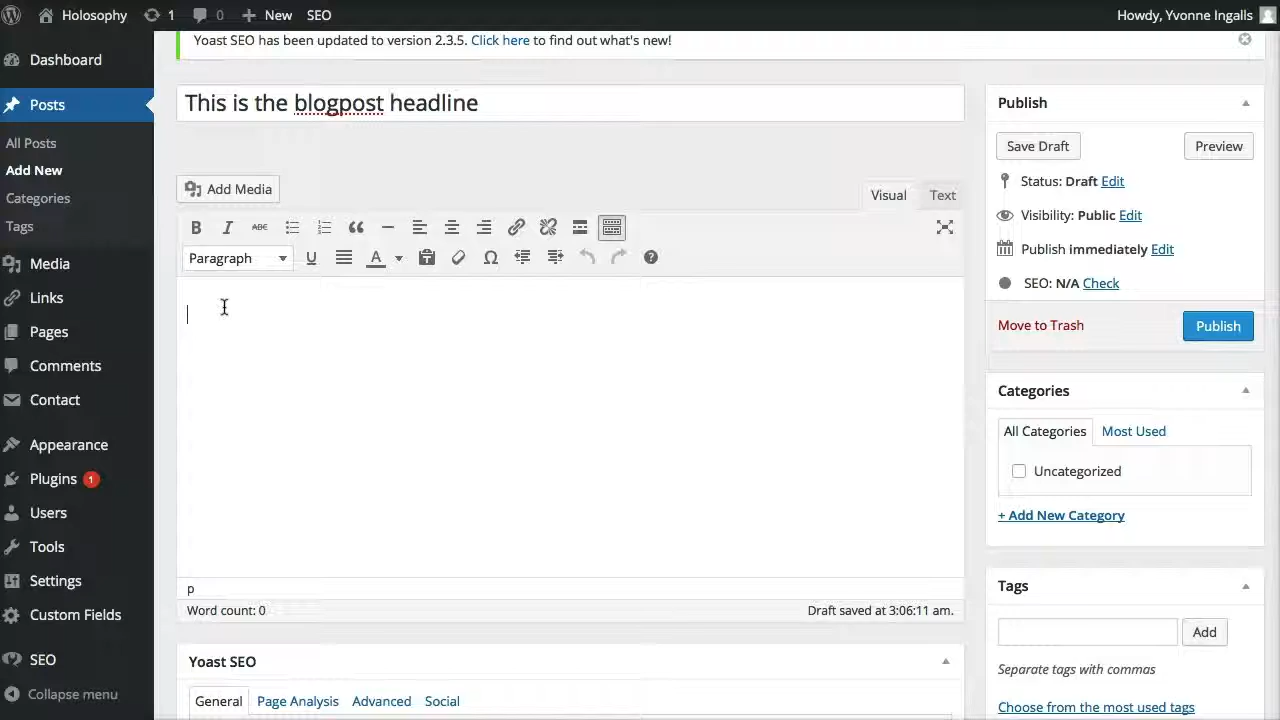 Holosophy 1 0 New SEO Howdy, Yvonne Ingalls
Yoast SEO has been updated to version 2.3.5. Click here to find out what's new!
Dashboard
Posts
All Posts
Add New
Categories
Tags
Media
Links
Pages
Comments
Contact
Appearance
Plugins 1
Users
Tools
Settings
Custom Fields
SEO
Collapse menu
This is the blogpost headline
Add Media
Visual Text
B I ABC
Paragraph U A Ω
p
Word count: 0 Draft saved at 3:06:11 am.
Yoast SEO
General Page Analysis Advanced Social
Publish
Save Draft Preview
Status: Draft Edit
Visibility: Public Edit
Publish immediately Edit
SEO: N/A Check
Move to Trash Publish
Categories
All Categories Most Used
Uncategorized
+ Add New Category
Tags
Add
Separate tags with commas
Choose from the most used tags